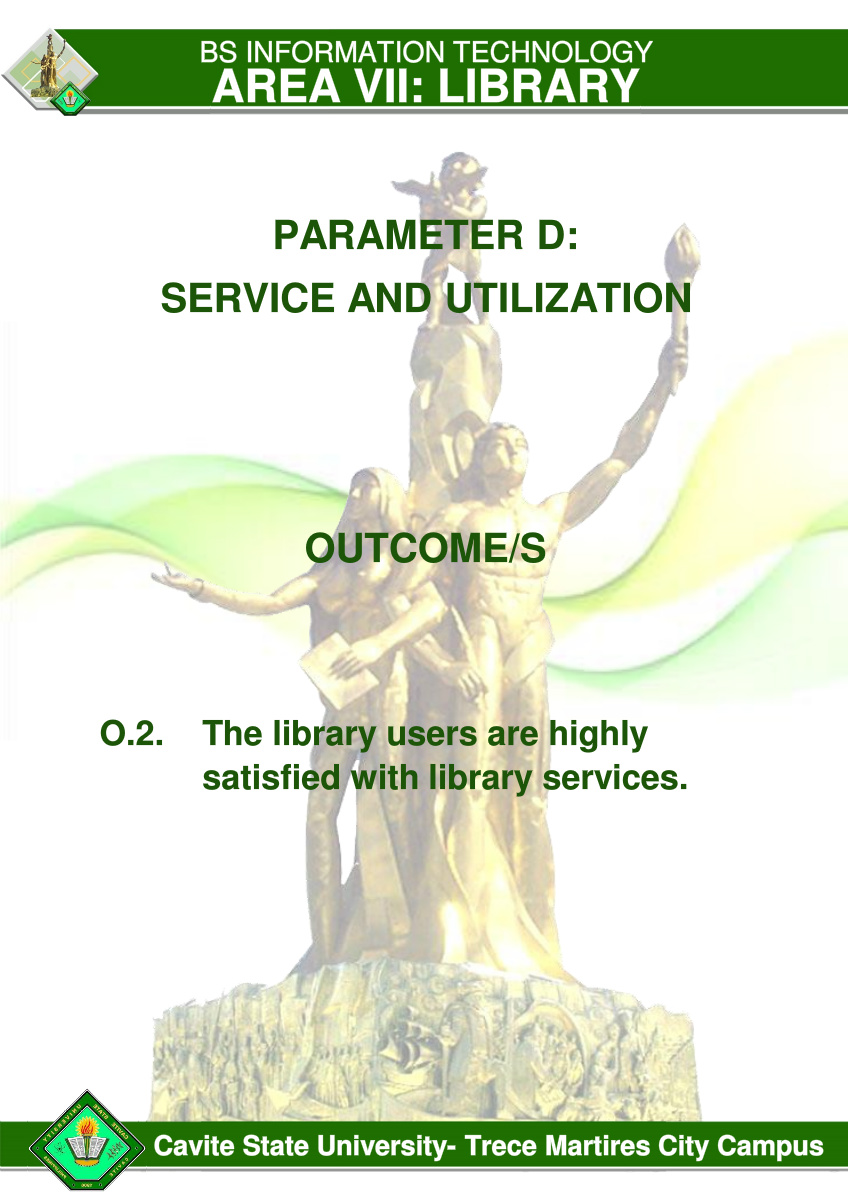 BS INFORMATION TECHNOLOGY
AREA VII: LIBRARY
PARAMETER D:
SERVICE AND UTILIZATION
OUTCOME/S
O.2. The library users are highly
satisfied with library services.
Cavite State University- Trece Martires City Campus